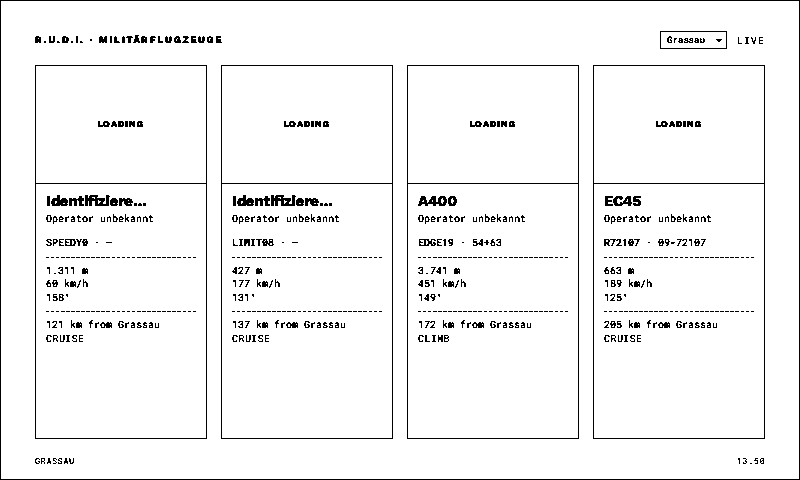 R.U.D.I. · MILITÄRFLUGZEUGE
Grassau
LIVE
LOADING
Identifiziere...
Operator unbekannt
SPEEDY0 · —
1.311 m
60 km/h
158°
121 km from Grassau
CRUISE
LOADING
Identifiziere...
Operator unbekannt
LIMIT08 · —
427 m
177 km/h
131°
137 km from Grassau
CRUISE
LOADING
A400
Operator unbekannt
EDGE19 · 54+63
3.741 m
451 km/h
149°
172 km from Grassau
CLIMB
LOADING
EC45
Operator unbekannt
R72107 · 09-72107
663 m
189 km/h
125°
205 km from Grassau
CRUISE
GRASSAU
13.50